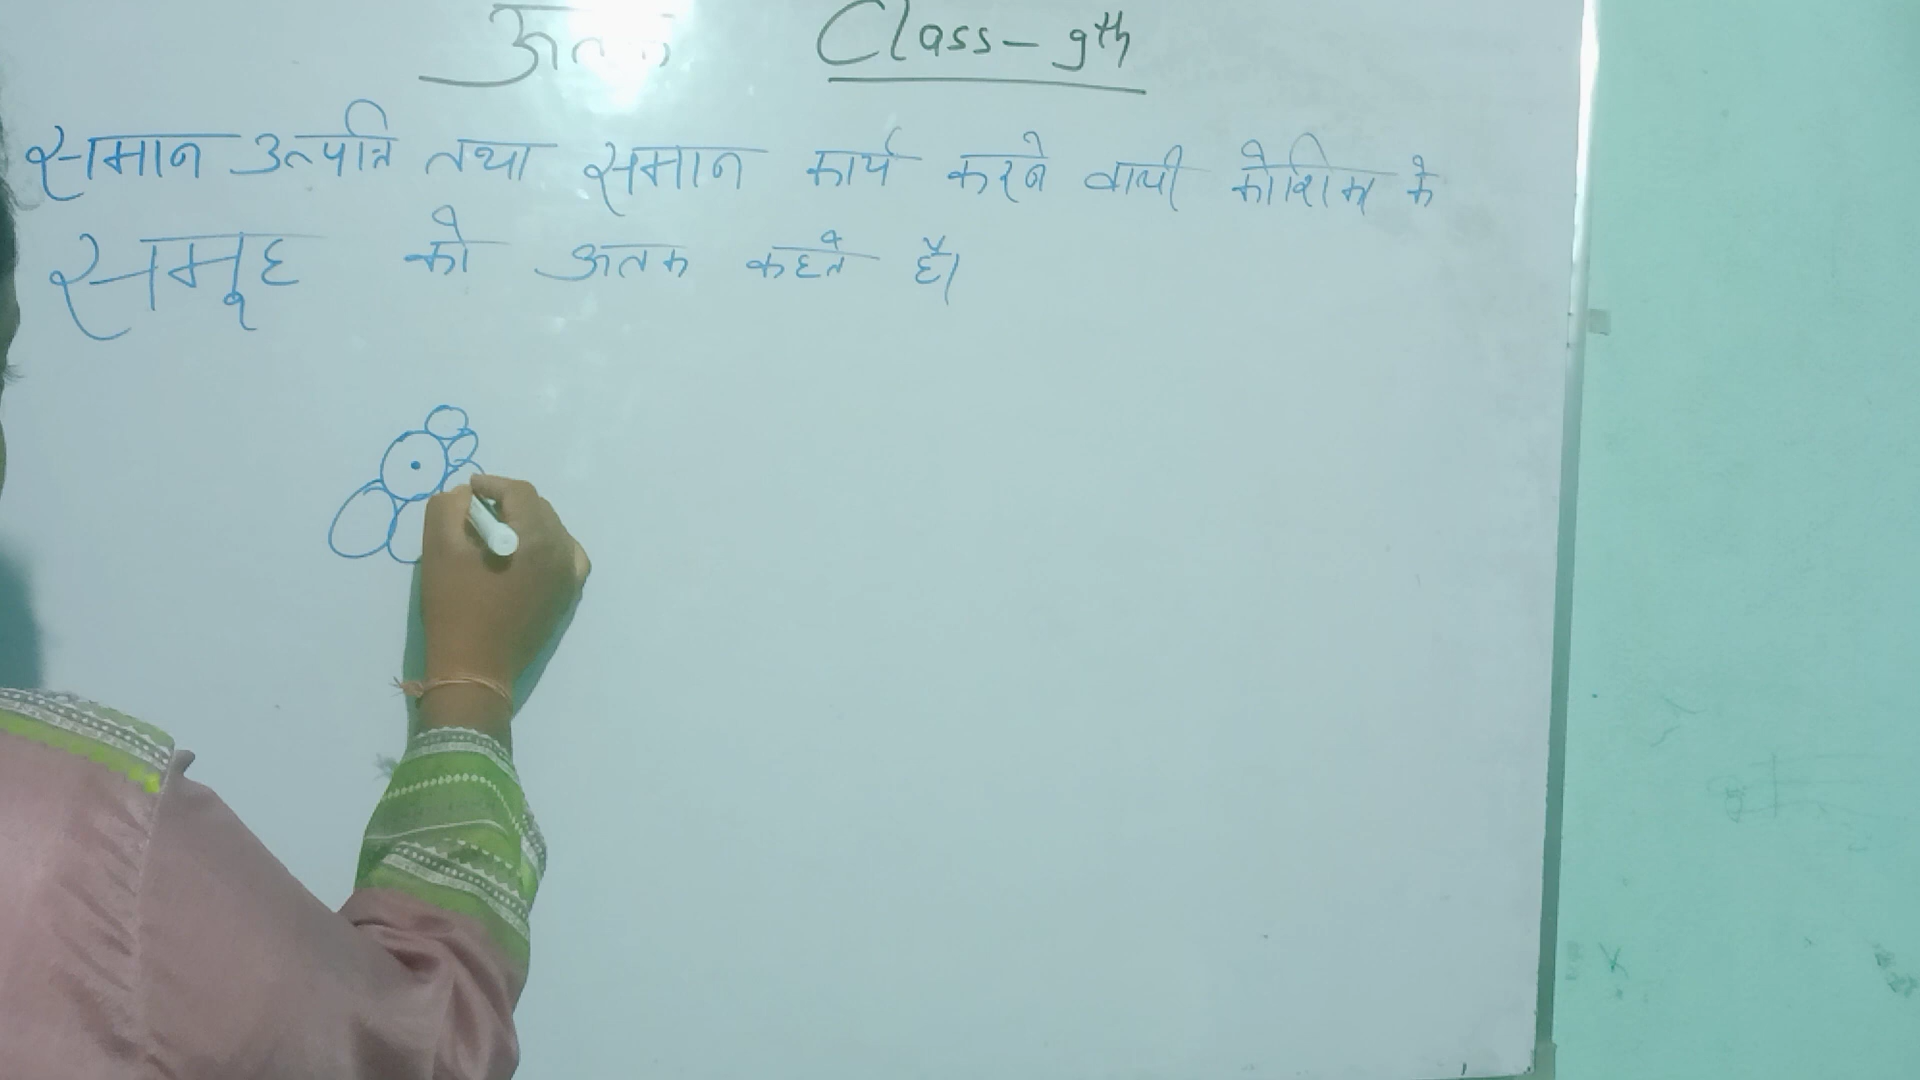 ऊतक Class - 9th
समान उत्पत्ति तथा समान कार्य करने वाली कोशिका के
समूह को ऊतक कहते हैं।